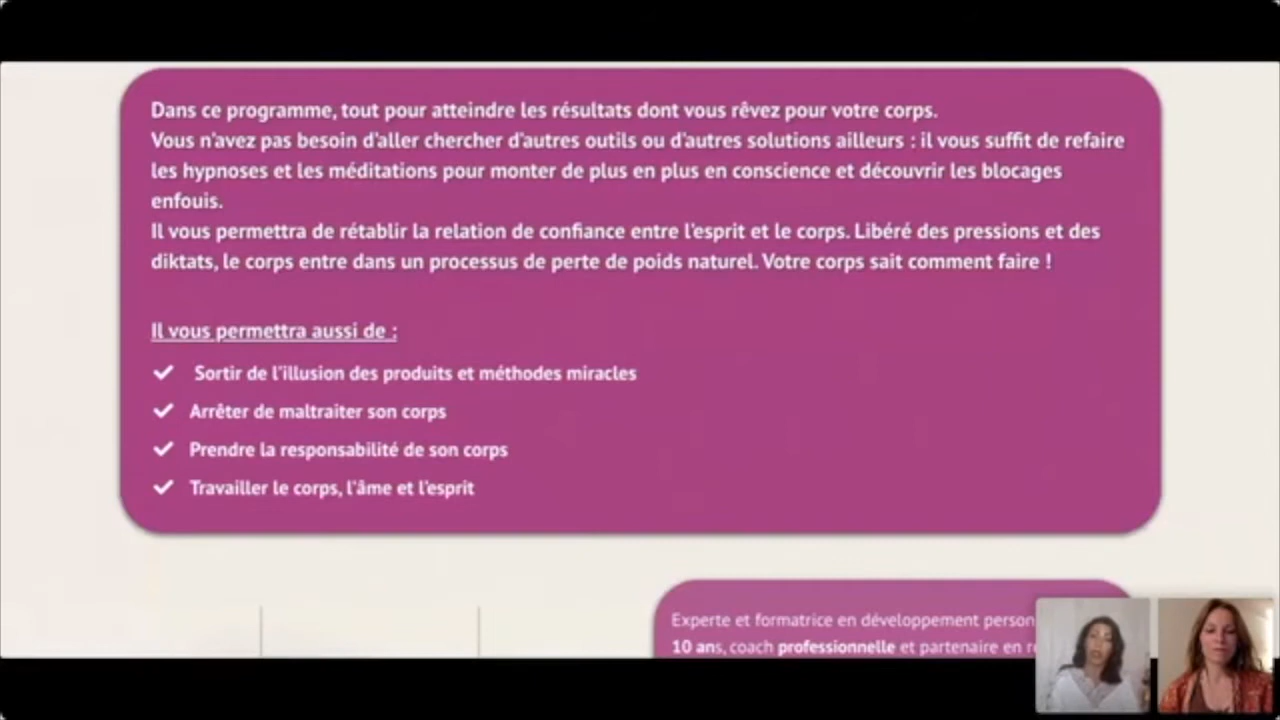 Dans ce programme, tout pour atteindre les résultats dont vous rêvez pour votre corps.
Vous n'avez pas besoin d'aller chercher d'autres outils ou d'autres solutions ailleurs : il vous suffit de refaire
les hypnoses et les méditations pour monter de plus en plus en conscience et découvrir les blocages
enfouis.
Il vous permettra de rétablir la relation de confiance entre l'esprit et le corps. Libéré des pressions et des
diktats, le corps entre dans un processus de perte de poids naturel. Votre corps sait comment faire !
Il vous permettra aussi de :
Sortir de l'illusion des produits et méthodes miracles
Arrêter de maltraiter son corps
Prendre la responsabilité de son corps
Travailler le corps, l'âme et l'esprit
Experte et formatrice en développement person
10 ans, coach professionnelle et partenaire en